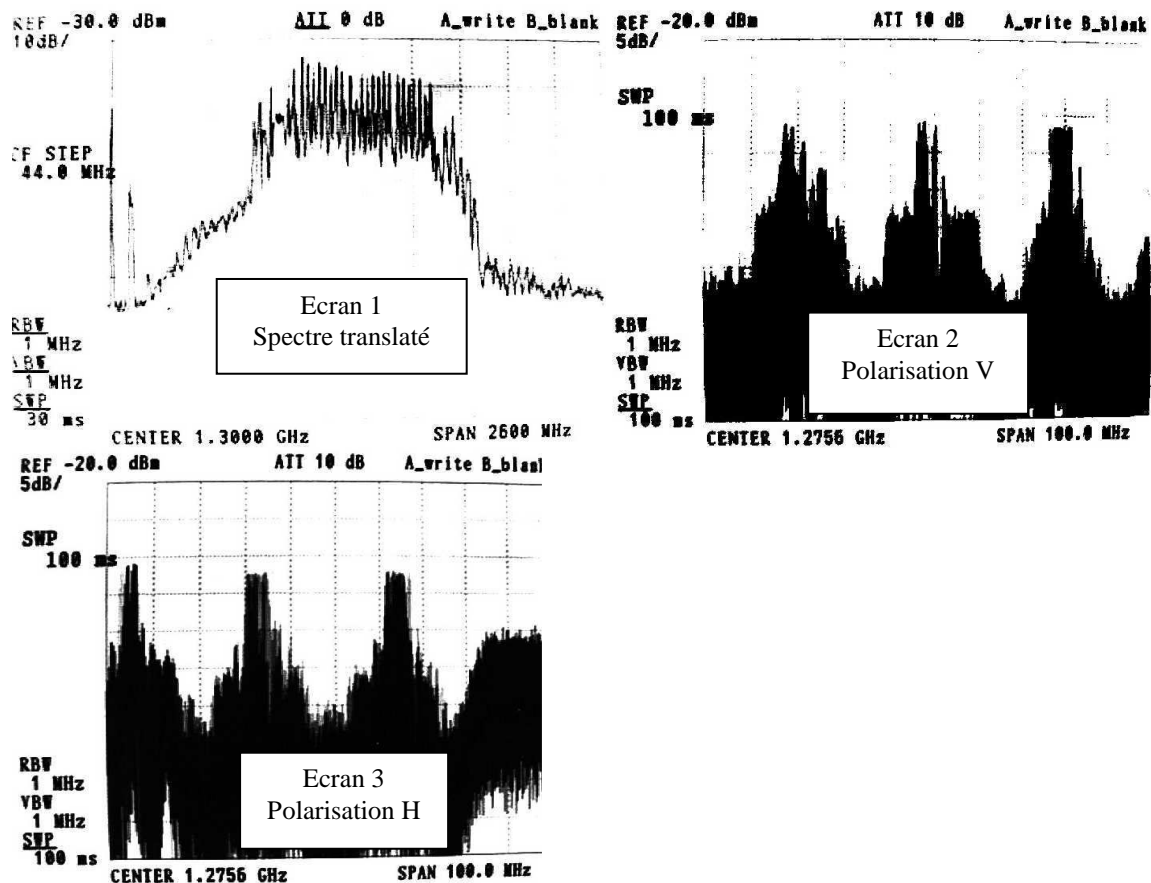 REF -30.0 dBm ATT 0 dB A_write B_blank
10dB/
CF STEP
44.0 MHz
RBW
1 MHz
VBW
1 MHz
SWP
30 ms
Ecran 1
Spectre translaté
CENTER 1.3000 GHz SPAN 2600 MHz
REF -20.0 dBm ATT 10 dB A_write B_blank
5dB/
SWP
100 ms
RBW
1 MHz
VBW
1 MHz
SWP
100 ms
Ecran 2
Polarisation V
CENTER 1.2756 GHz SPAN 100.0 MHz
REF -20.0 dBm ATT 10 dB A_write B_blank
5dB/
SWP
100 ms
RBW
1 MHz
VBW
1 MHz
SWP
100 ms
Ecran 3
Polarisation H
CENTER 1.2756 GHz SPAN 100.0 MHz